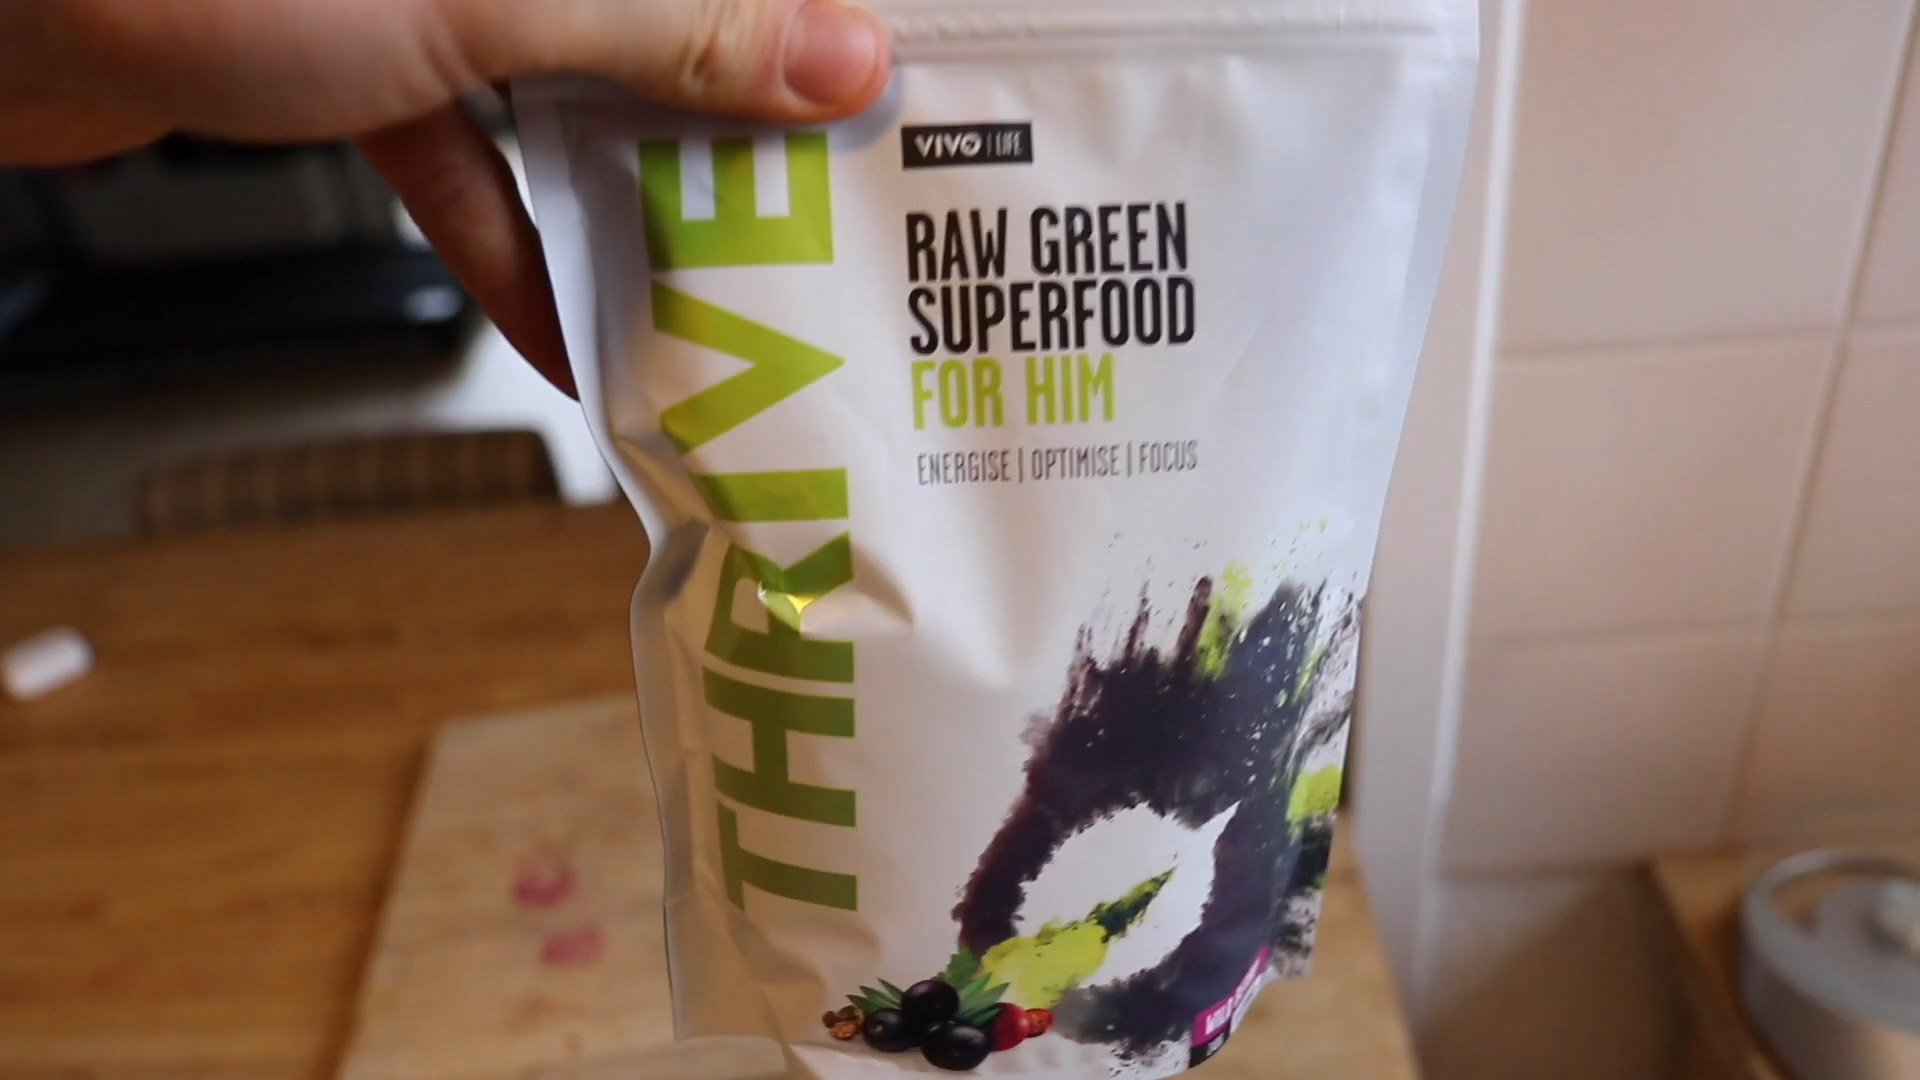 THRIVE
VIVO | LIFE
RAW GREEN
SUPERFOOD
FOR HIM
ENERGISE | OPTIMISE | FOCUS